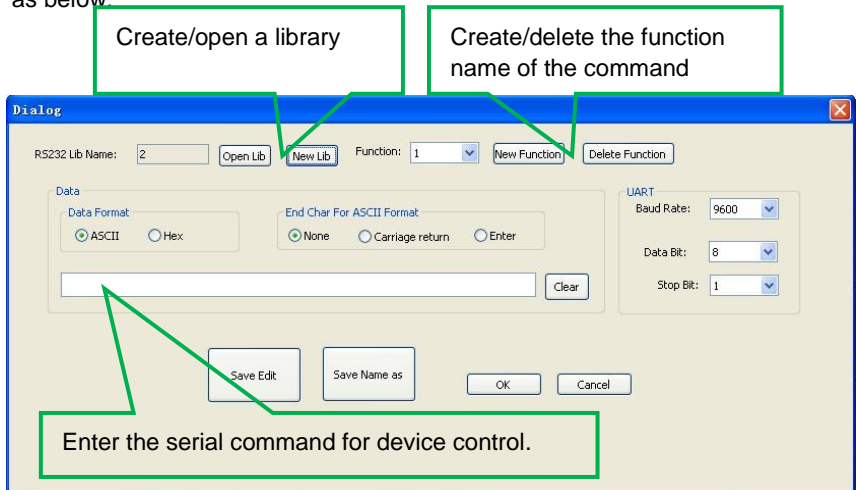 as below.
Create/open a library
Create/delete the function
name of the command
Dialog
RS232 Lib Name: 2 Open Lib New Lib Function: 1 New Function Delete Function
Data
UART
Data Format
End Char For ASCII Format
Baud Rate: 9600
ASCII Hex None Carriage return Enter
Data Bit: 8
Clear
Stop Bit: 1
Save Edit Save Name as OK Cancel
Enter the serial command for device control.